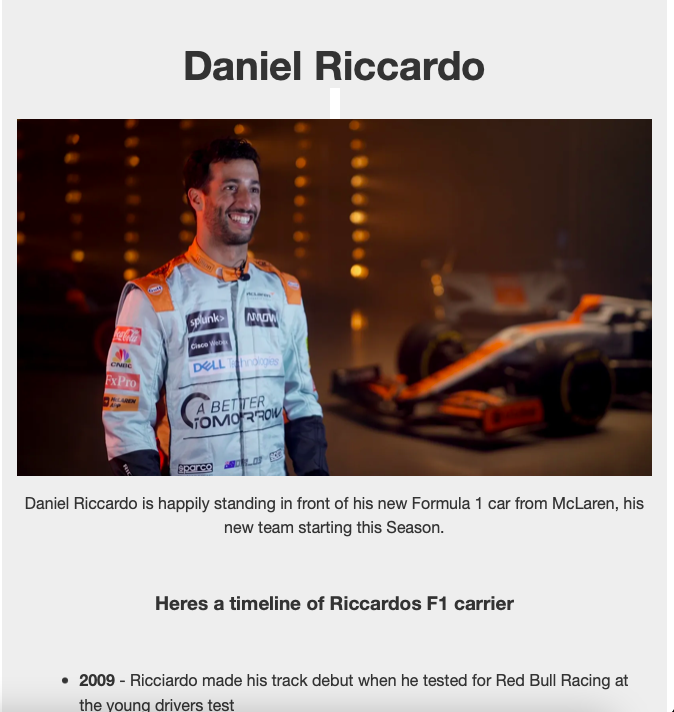 Daniel Riccardo
McLAREN
splunk>
ARROW
Cisco Webex
DELL Technologies
Coca-Cola
CNBC
FxPro
A BETTER
TOMORROW
sparco
Daniel Riccardo is happily standing in front of his new Formula 1 car from McLaren, his
new team starting this Season.
Heres a timeline of Riccardos F1 carrier
2009 - Ricciardo made his track debut when he tested for Red Bull Racing at
the young drivers test